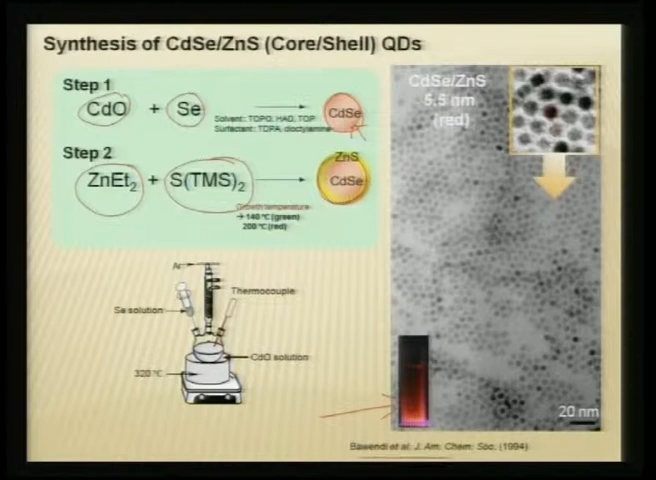 Synthesis of CdSe/ZnS (Core/Shell) QDs
Step 1
CdO + Se
Solvent: TOPO, HAD, TOP
Surfactant: TDPA, dioctylamine
CdSe
Step 2
ZnEt2 + S(TMS)2
Growth temperature
→ 140 ℃ (green)
200 ℃ (red)
ZnS
CdSe
Ar
Thermocouple
Se solution
CdO solution
320 ℃
CdSe/ZnS
5.5 nm
(red)
20 nm
Bawendi et al. J. Am. Chem. Soc. (1994)